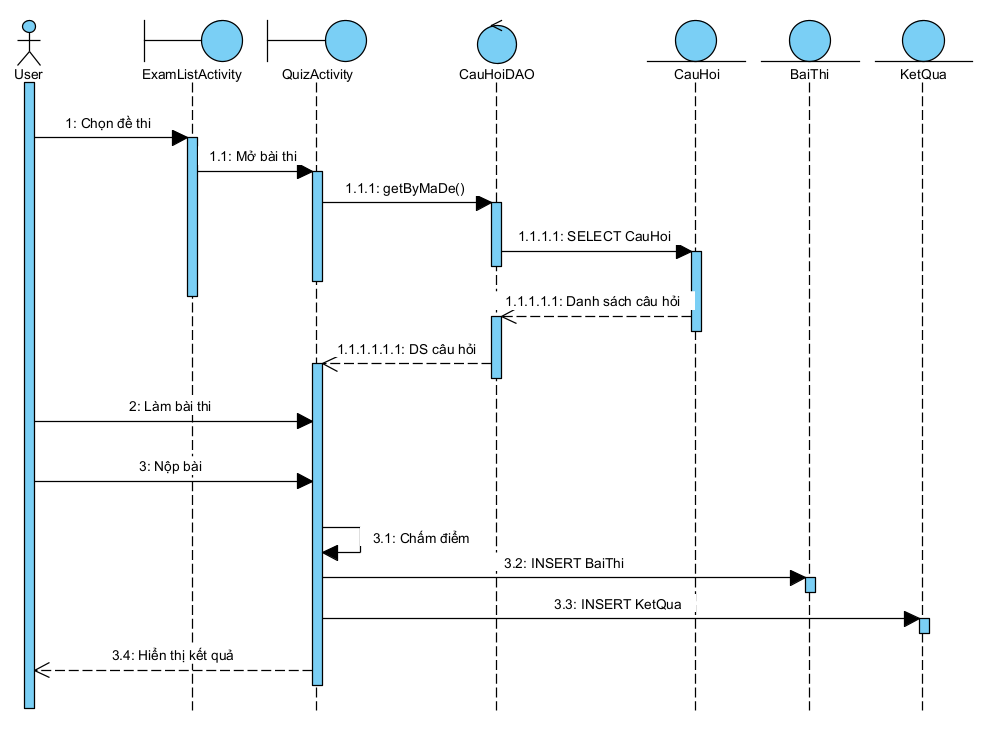 User
ExamListActivity
QuizActivity
CauHoiDAO
CauHoi
BaiThi
KetQua
1: Chọn đề thi
1.1: Mở bài thi
1.1.1: getByMaDe()
1.1.1.1: SELECT CauHoi
1.1.1.1.1: Danh sách câu hỏi
1.1.1.1.1.1: DS câu hỏi
2: Làm bài thi
3: Nộp bài
3.1: Chấm điểm
3.2: INSERT BaiThi
3.3: INSERT KetQua
3.4: Hiển thị kết quả